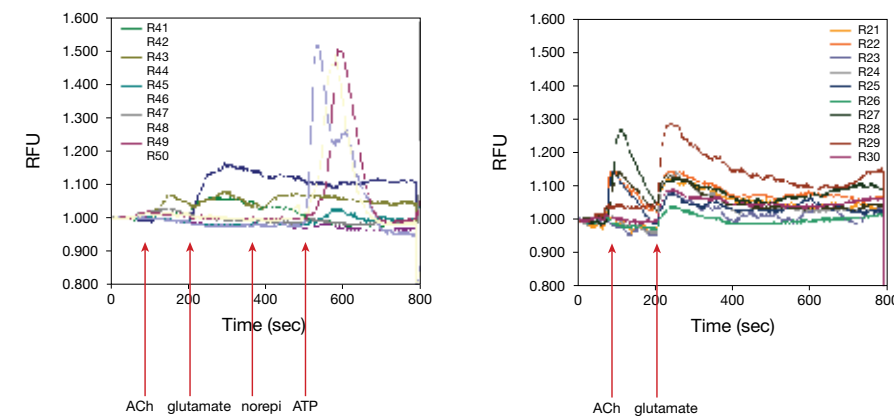 1.600
1.500
1.400
1.300
1.200
1.100
1.000
0.900
0.800
RFU
R41
R42
R43
R44
R45
R46
R47
R48
R49
R50
0 200 400 600 800
Time (sec)
ACh glutamate norepi ATP
1.600
1.500
1.400
1.300
1.200
1.100
1.000
0.900
0.800
RFU
R21
R22
R23
R24
R25
R26
R27
R28
R29
R30
0 200 400 600 800
Time (sec)
ACh glutamate